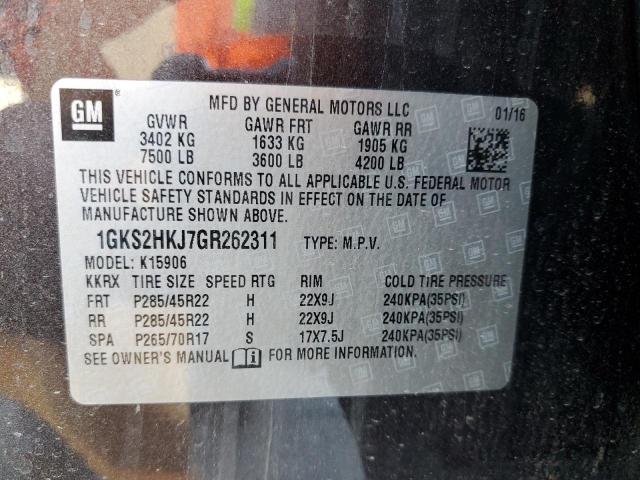 MFD BY GENERAL MOTORS LLC 01/16
GM
GVWR GAWR FRT GAWR RR
3402 KG 1633 KG 1905 KG
7500 LB 3600 LB 4200 LB
THIS VEHICLE CONFORMS TO ALL APPLICABLE U.S. FEDERAL MOTOR
VEHICLE SAFETY STANDARDS IN EFFECT ON THE DATE OF
MANUFACTURE SHOWN ABOVE.
1GKS2HKJ7GR262311 TYPE: M.P.V.
MODEL: K15906
KKRX TIRE SIZE SPEED RTG RIM COLD TIRE PRESSURE
FRT P285/45R22 H 22X9J 240KPA(35PSI)
RR P285/45R22 H 22X9J 240KPA(35PSI)
SPA P265/70R17 S 17X7.5J 240KPA(35PSI)
SEE OWNER'S MANUAL FOR MORE INFORMATION.